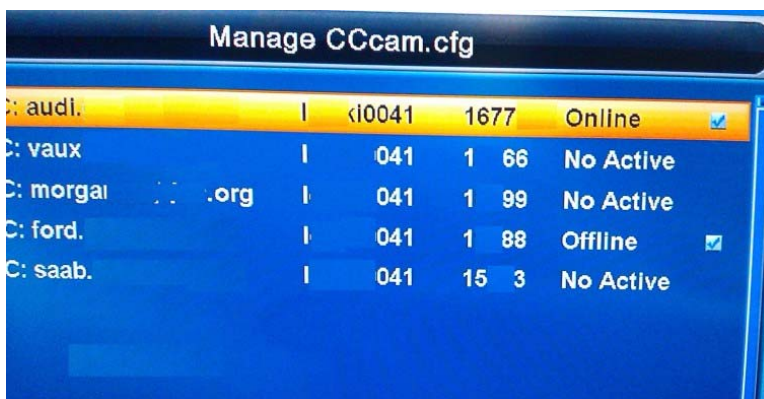 Manage CCcam.cfg
C: audi. i0041 1677 Online
C: vaux 041 1 66 No Active
C: morga .org 041 1 99 No Active
C: ford. 041 1 88 Offline
C: saab. 041 15 3 No Active